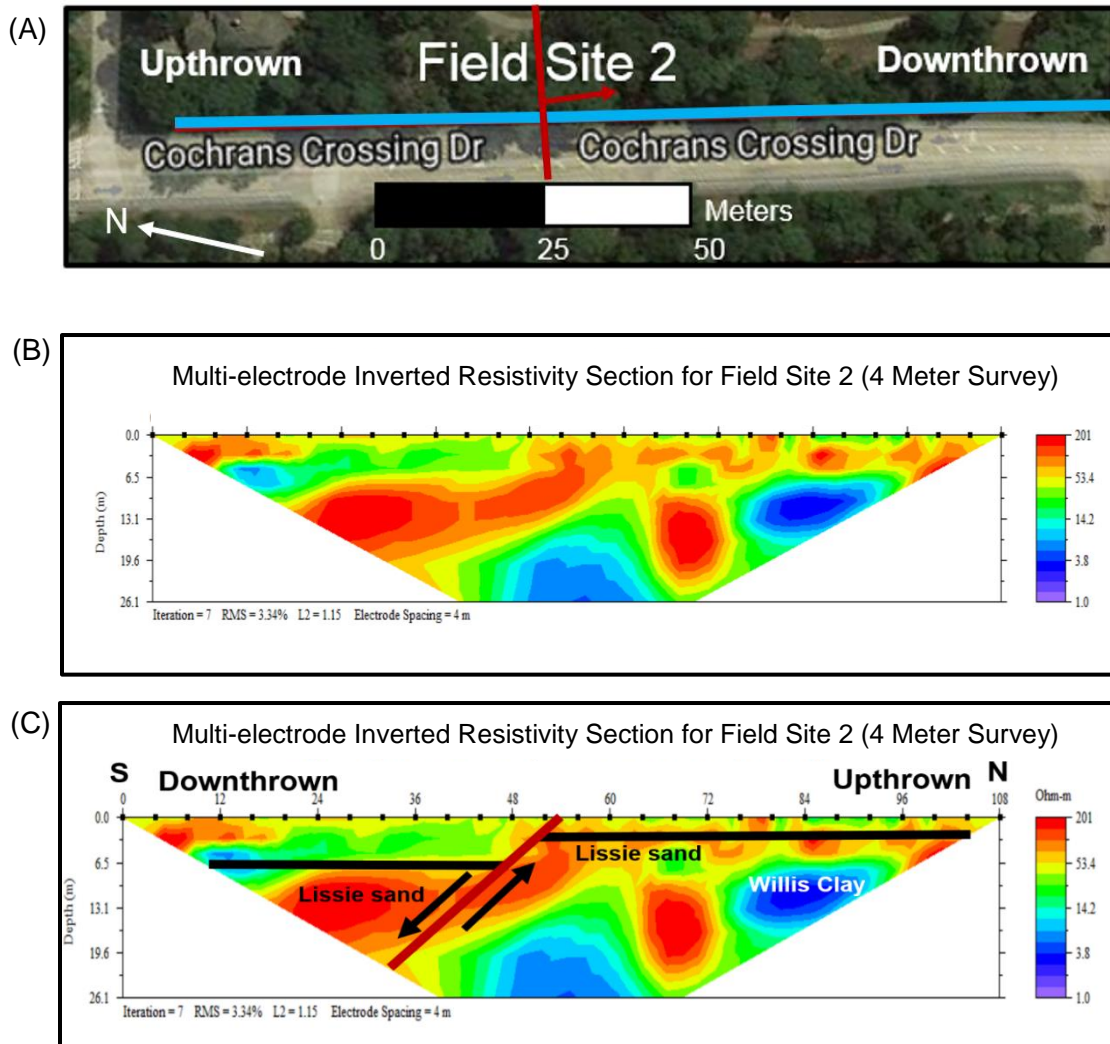 (A)
Upthrown Field Site 2 Downthrown
Cochrans Crossing Dr Cochrans Crossing Dr
N Meters
0 25 50
(B)
Multi-electrode Inverted Resistivity Section for Field Site 2 (4 Meter Survey)
0.0
6.5
13.1
19.6
26.1
Depth (m)
201
53.4
14.2
3.8
1.0
Iteration = 7 RMS = 3.34% L2 = 1.15 Electrode Spacing = 4 m
(C)
Multi-electrode Inverted Resistivity Section for Field Site 2 (4 Meter Survey)
S Downthrown Upthrown N
0 12 24 36 48 60 72 84 96 108
Ohm-m
0.0
6.5
13.1
19.6
26.1
Depth (m)
Lissie sand
Lissie sand
Willis Clay
201
53.4
14.2
3.8
1.0
Iteration = 7 RMS = 3.34% L2 = 1.15 Electrode Spacing = 4 m